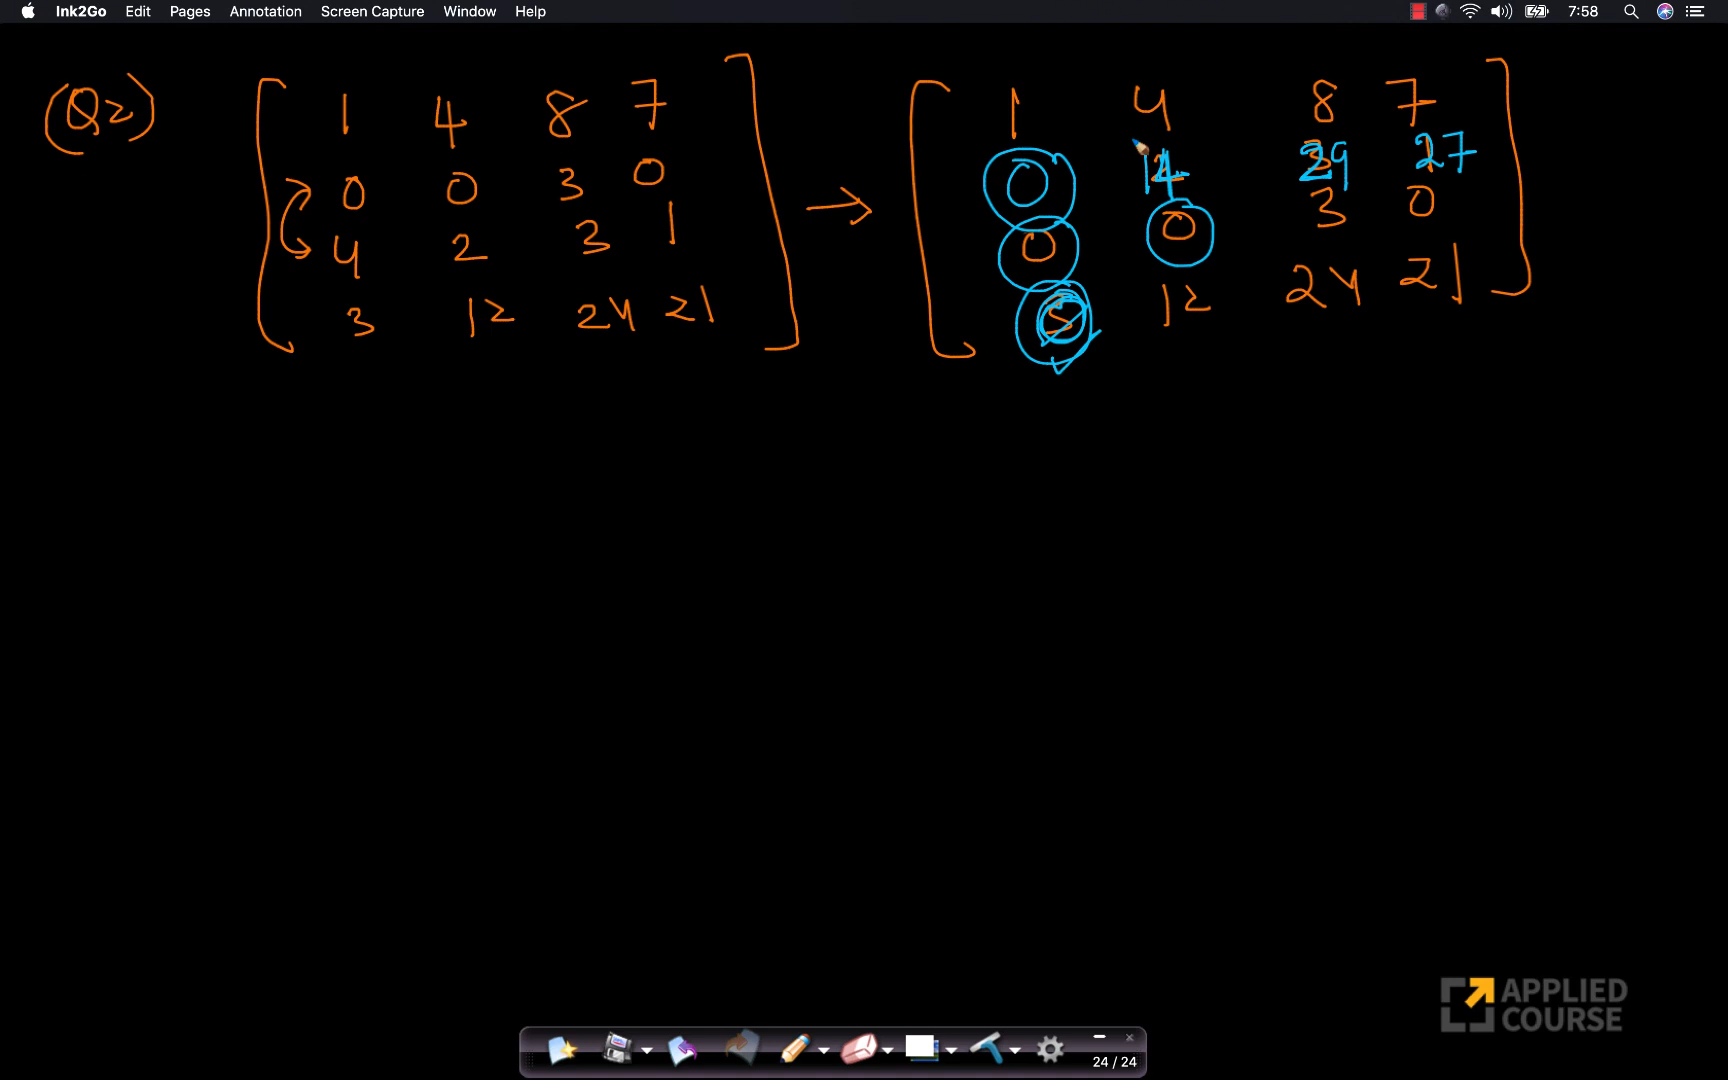 Ink2Go Edit Pages Annotation Screen Capture Window Help 7:58
(Q2) 1 4 8 7 → 1 4 8 7
0 0 3 0 0 14 29 27
4 2 3 1 0 0 3 0
3 12 24 21 12 24 21
APPLIED
COURSE
24 / 24